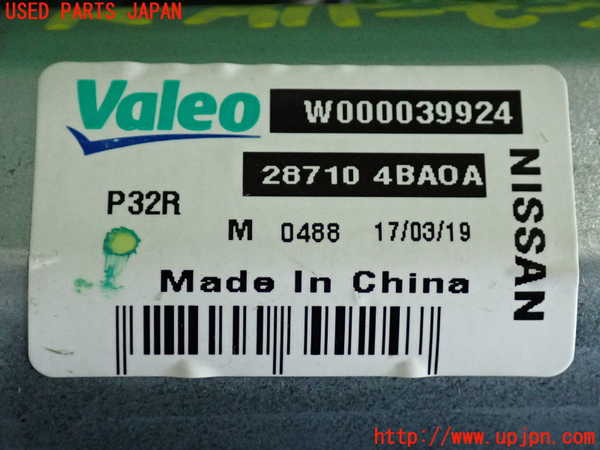 USED PARTS JAPAN
Valeo
W000039924
28710 4BA0A
P32R
M 0488 17/03/19
NISSAN
Made In China
http://www.upjpn.com